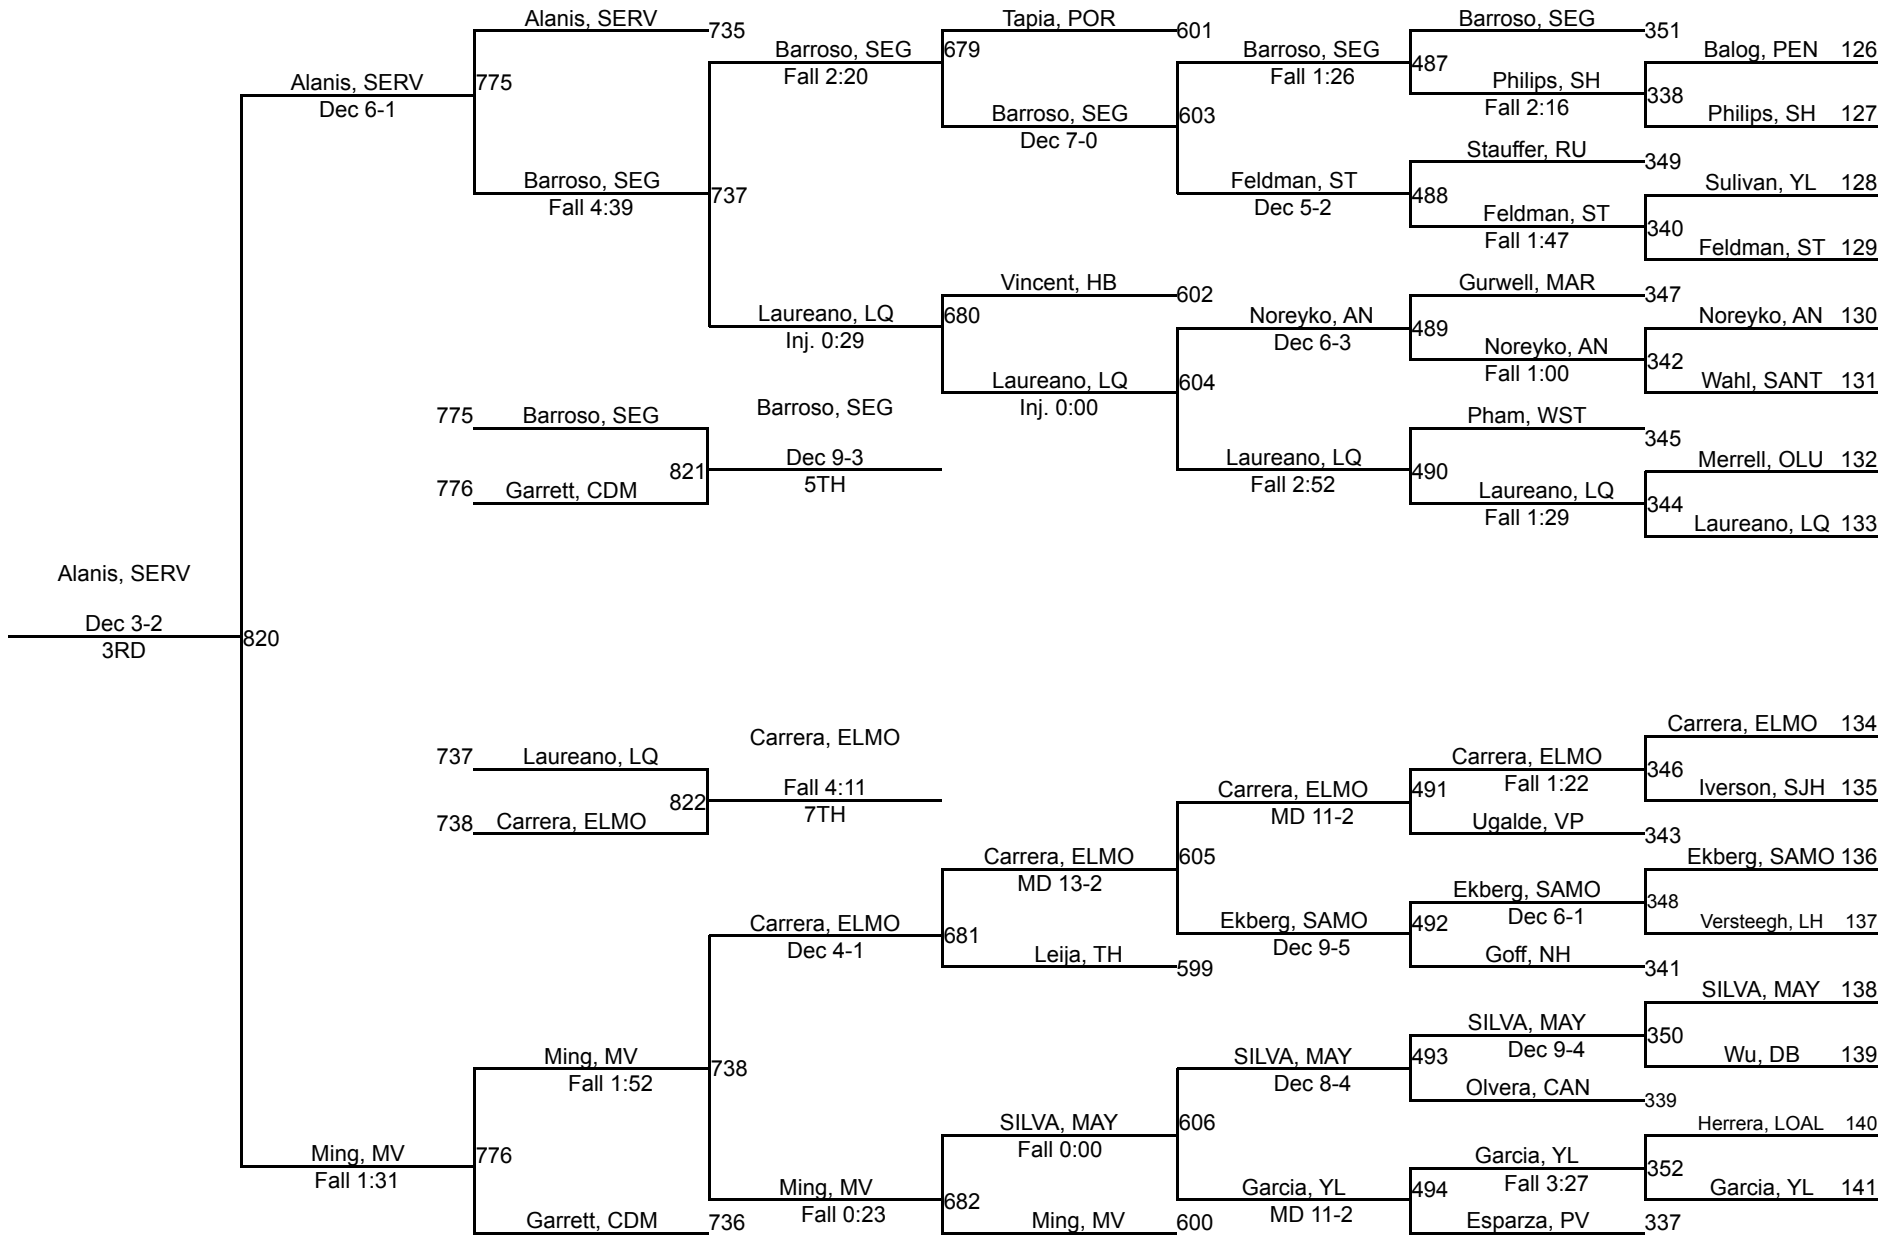 Alanis, SERV
735
Tapia, POR
601
Barroso, SEG
351
Barroso, SEG
Fall 2:20
679
Barroso, SEG
Fall 1:26
487
Balog, PEN 126
Alanis, SERV
Dec 6-1
775
Philips, SH
Fall 2:16
338
Barroso, SEG
Dec 7-0
603
Philips, SH 127
Stauffer, RU
349
Barroso, SEG
Fall 4:39
737
Feldman, ST
Dec 5-2
488
Sulivan, YL 128
Feldman, ST
Fall 1:47
340
Feldman, ST 129
Vincent, HB
602
Gurwell, MAR
347
Laureano, LQ
Inj. 0:29
680
Noreyko, AN
Dec 6-3
489
Noreyko, AN 130
Noreyko, AN
Fall 1:00
342
Laureano, LQ
Inj. 0:00
604
Wahl, SANT 131
775 Barroso, SEG
Barroso, SEG
Pham, WST
345
821
Dec 9-3
5TH
Laureano, LQ
Fall 2:52
490
Merrell, OLU 132
776 Garrett, CDM
Laureano, LQ
Fall 1:29
344
Laureano, LQ 133
Alanis, SERV
Dec 3-2
3RD
820
Carrera, ELMO 134
737 Laureano, LQ
Carrera, ELMO
Carrera, ELMO
Fall 1:22
346
822
Fall 4:11
7TH
Carrera, ELMO
MD 11-2
491
Iverson, SJH 135
738 Carrera, ELMO
Ugalde, VP
343
Carrera, ELMO
MD 13-2
605
Ekberg, SAMO 136
Ekberg, SAMO
Dec 6-1
348
Carrera, ELMO
Dec 4-1
681
Ekberg, SAMO
Dec 9-5
492
Versteegh, LH 137
Leija, TH
599
Goff, NH
341
SILVA, MAY 138
SILVA, MAY
Dec 9-4
350
Ming, MV
Fall 1:52
738
SILVA, MAY
Dec 8-4
493
Wu, DB 139
Olvera, CAN
339
SILVA, MAY
Fall 0:00
606
Herrera, LOAL 140
Ming, MV
Fall 1:31
776
Garcia, YL
Fall 3:27
352
Ming, MV
Fall 0:23
682
Garcia, YL
MD 11-2
494
Garcia, YL 141
Garrett, CDM
736
Ming, MV
600
Esparza, PV
337